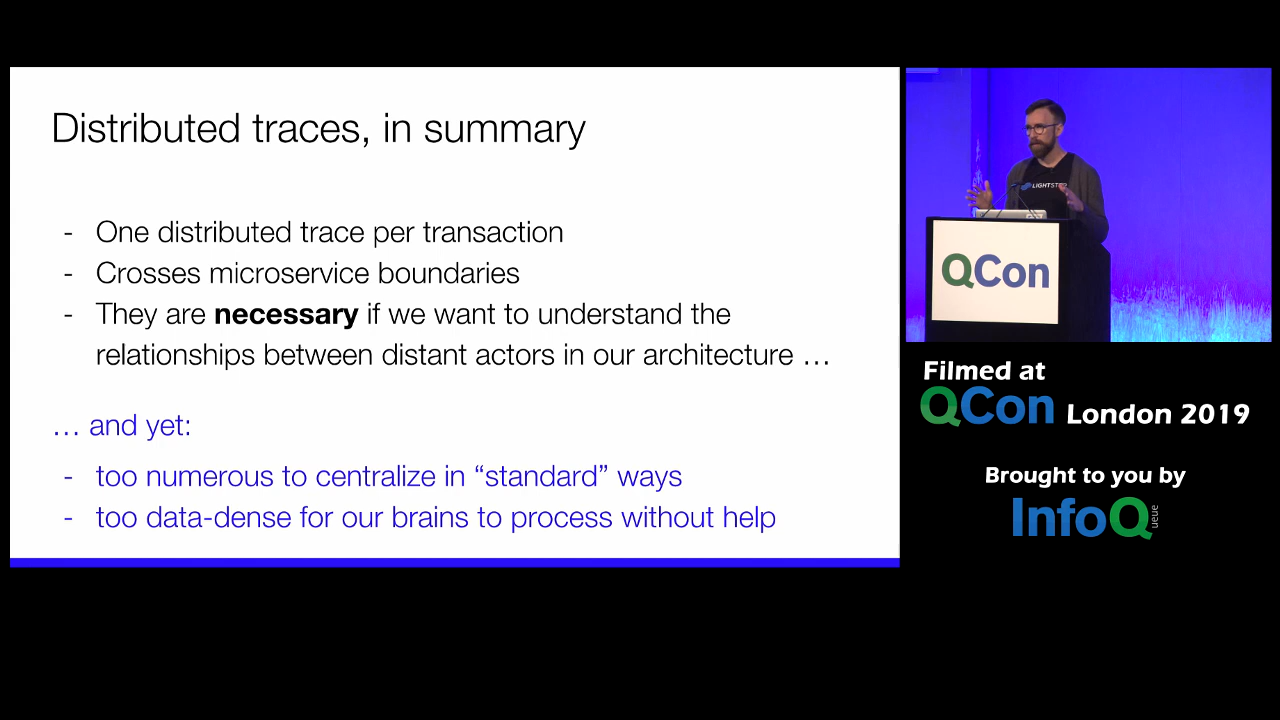 Distributed traces, in summary
- One distributed trace per transaction
- Crosses microservice boundaries
- They are necessary if we want to understand the
relationships between distant actors in our architecture …
… and yet:
- too numerous to centralize in “standard” ways
- too data-dense for our brains to process without help
LIGHTSTEP
QCon
Filmed at
QCon London 2019
Brought to you by
InfoQ
ueue